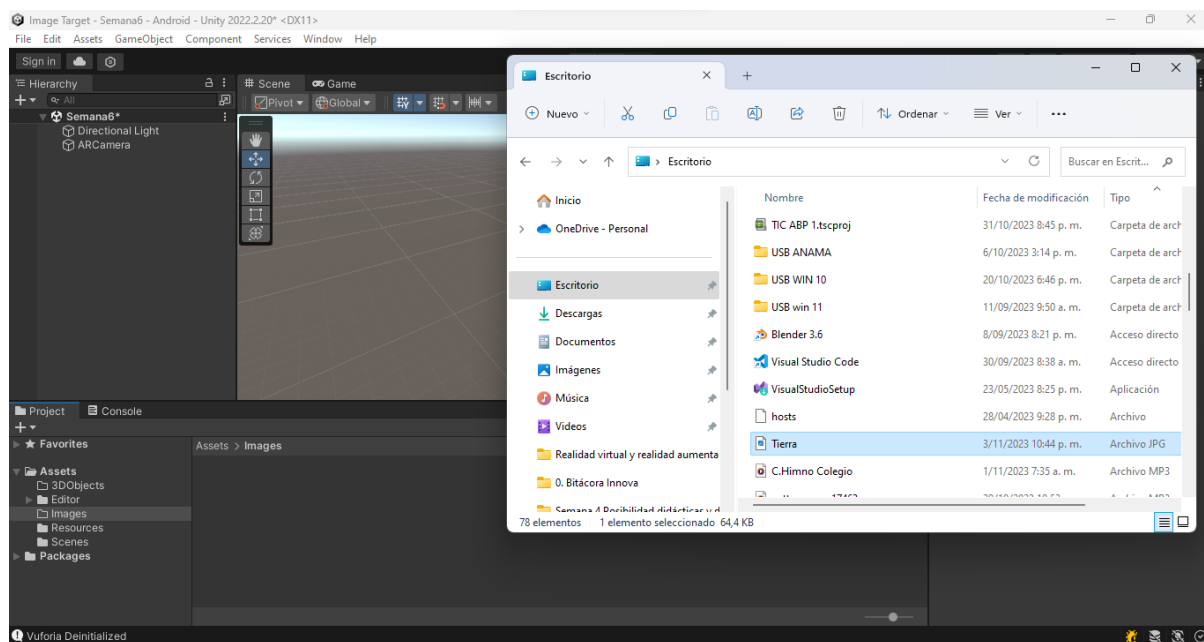 Image Target - Semana6 - Android - Unity 2022.2.20* <DX11>
File Edit Assets GameObject Component Services Window Help
Sign in
Hierarchy
All
Semana6*
Directional Light
ARCamera
Scene Game
Pivot Global
Project Console
Favorites
Assets
3DObjects
Editor
Images
Resources
Scenes
Packages
Assets > Images
Vuforia Deinitialized
Escritorio
Nuevo Ordenar Ver
Escritorio Buscar en Escrit...
Inicio
OneDrive - Personal
Escritorio
Descargas
Documentos
Imágenes
Música
Videos
Realidad virtual y realidad aumenta
0. Bitácora Innova
Semana 4 Posibilidad didácticas y d
Nombre Fecha de modificación Tipo
TIC ABP 1.tscproj 31/10/2023 8:45 p. m. Carpeta de arch
USB ANAMA 6/10/2023 3:14 p. m. Carpeta de arch
USB WIN 10 20/10/2023 6:46 p. m. Carpeta de arch
USB win 11 11/09/2023 9:50 a. m. Carpeta de arch
Blender 3.6 8/09/2023 8:21 p. m. Acceso directo
Visual Studio Code 30/09/2023 8:38 a. m. Acceso directo
VisualStudioSetup 23/05/2023 8:25 p. m. Aplicación
hosts 28/04/2023 9:28 p. m. Archivo
Tierra 3/11/2023 10:44 p. m. Archivo JPG
C.Himno Colegio 1/11/2023 7:35 a. m. Archivo MP3
78 elementos 1 elemento seleccionado 64,4 KB